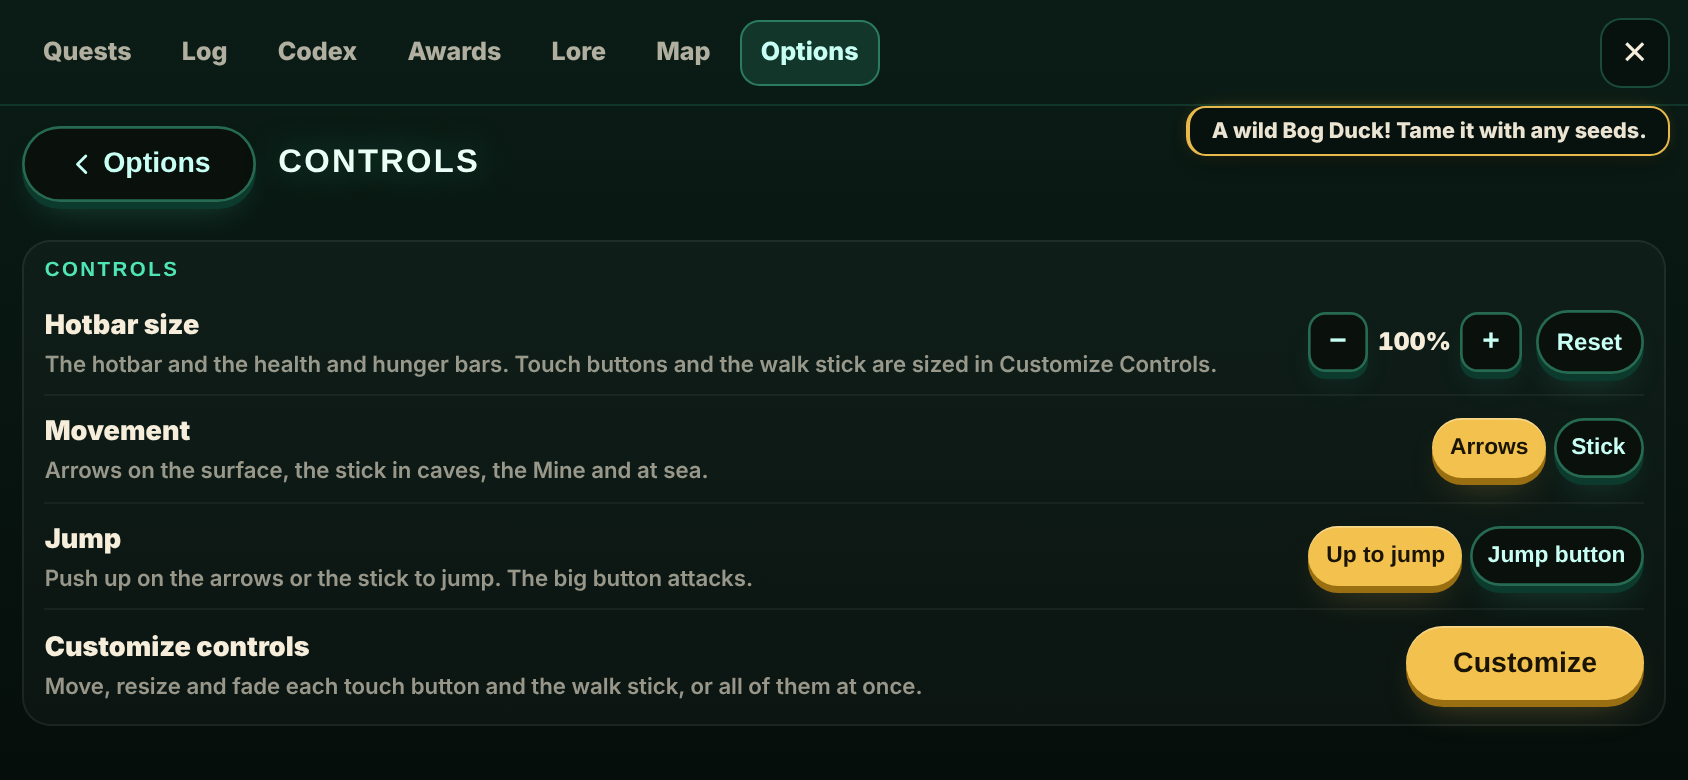 Quests Log Codex Awards Lore Map Options ✕
A wild Bog Duck! Tame it with any seeds.
‹ Options CONTROLS
CONTROLS
Hotbar size
The hotbar and the health and hunger bars. Touch buttons and the walk stick are sized in Customize Controls.
− 100% + Reset
Movement
Arrows on the surface, the stick in caves, the Mine and at sea.
Arrows Stick
Jump
Push up on the arrows or the stick to jump. The big button attacks.
Up to jump Jump button
Customize controls
Move, resize and fade each touch button and the walk stick, or all of them at once.
Customize